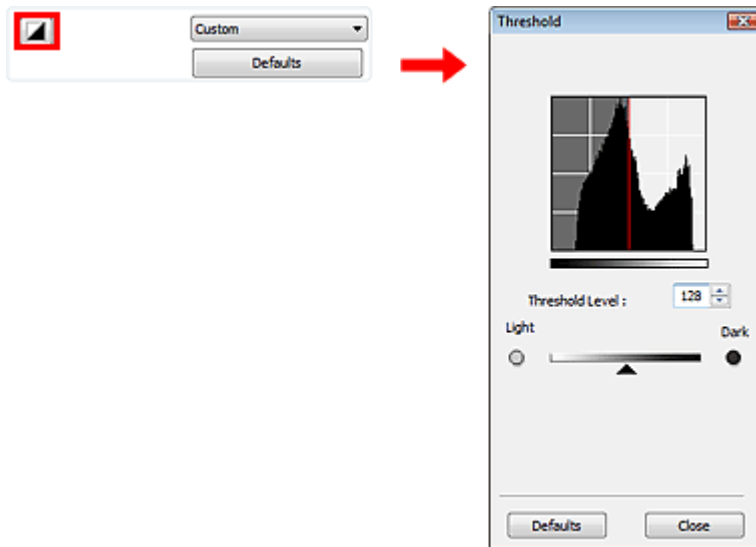 Custom
Defaults
Threshold
Threshold Level : 128
Light
Dark
Defaults Close